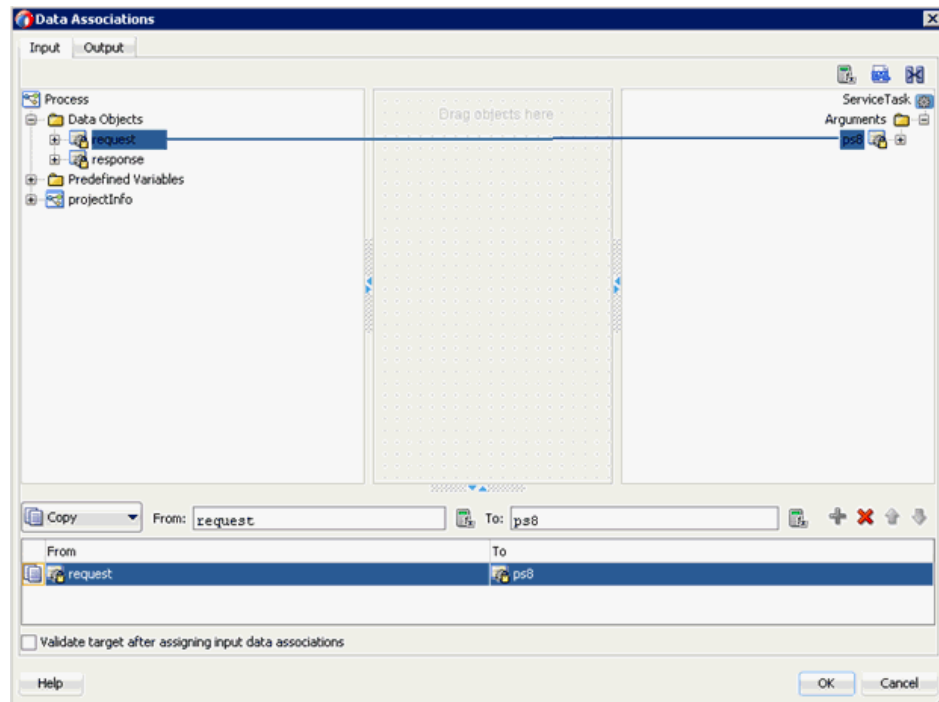 Data Associations
Input Output
Process
ServiceTask
Data Objects
Drag objects here
Arguments
request
ps8
response
Predefined Variables
projectInfo
Copy From: request To: ps8
From To
request ps8
Validate target after assigning input data associations
Help OK Cancel